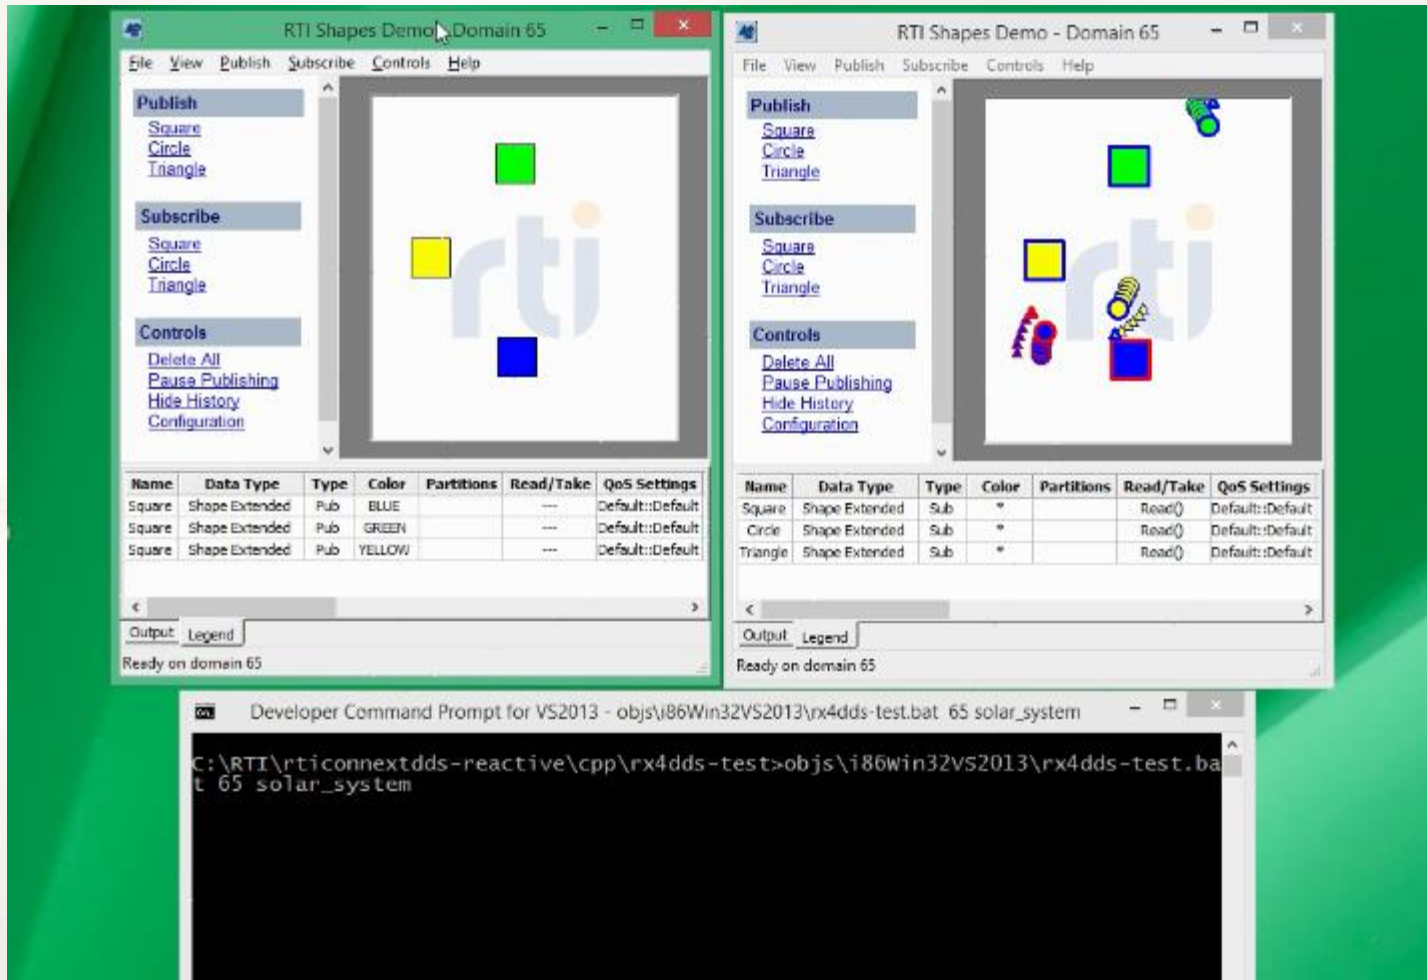 RTI Shapes Demo - Domain 65
File View Publish Subscribe Controls Help
Publish
Square
Circle
Triangle
Subscribe
Square
Circle
Triangle
Controls
Delete All
Pause Publishing
Hide History
Configuration
rti
Name Data Type Type Color Partitions Read/Take QoS Settings
Square Shape Extended Pub BLUE --- Default::Default
Square Shape Extended Pub GREEN --- Default::Default
Square Shape Extended Pub YELLOW --- Default::Default
Output Legend
Ready on domain 65
RTI Shapes Demo - Domain 65
File View Publish Subscribe Controls Help
Publish
Square
Circle
Triangle
Subscribe
Square
Circle
Triangle
Controls
Delete All
Pause Publishing
Hide History
Configuration
rti
Name Data Type Type Color Partitions Read/Take QoS Settings
Square Shape Extended Sub * Read() Default::Default
Circle Shape Extended Sub * Read() Default::Default
Triangle Shape Extended Sub * Read() Default::Default
Output Legend
Ready on domain 65
Developer Command Prompt for VS2013 - objs\i86Win32VS2013\rx4dds-test.bat 65 solar_system
C:\RTI\rticonnextdds-reactive\cpp\rx4dds-test>objs\i86Win32VS2013\rx4dds-test.ba
t 65 solar_system